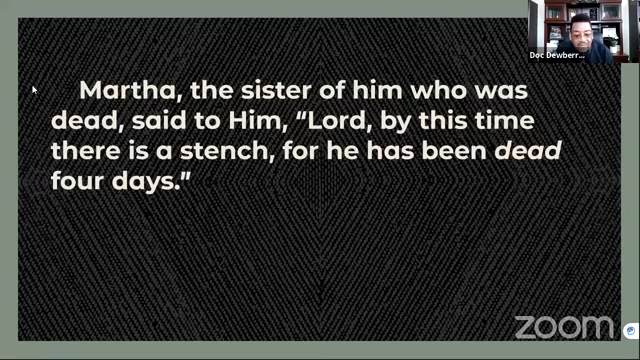 Doc Dewberr...
Martha, the sister of him who was
dead, said to Him, “Lord, by this time
there is a stench, for he has been dead
four days.”
zoom